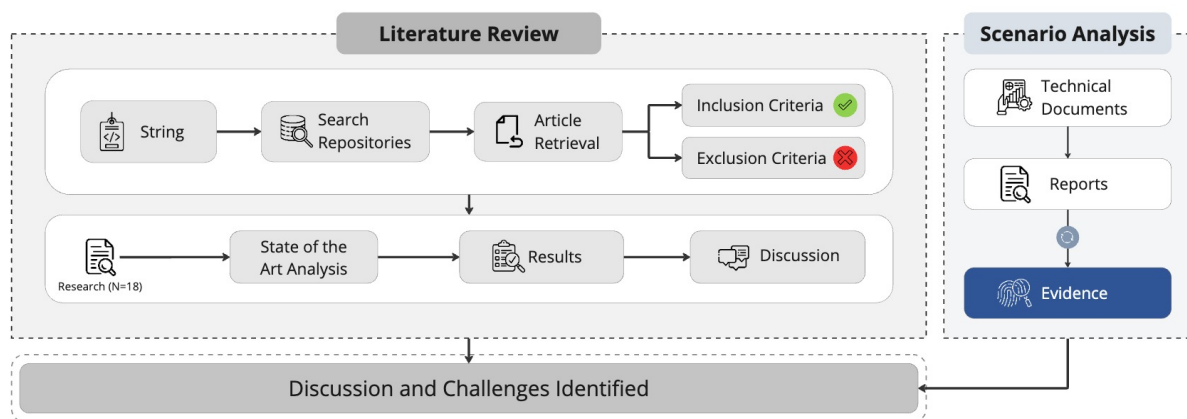 Literature Review
String
Search
Repositories
Article
Retrieval
Inclusion Criteria
Exclusion Criteria
Research (N=18)
State of the
Art Analysis
Results
Discussion
Scenario Analysis
Technical
Documents
Reports
Evidence
Discussion and Challenges Identified